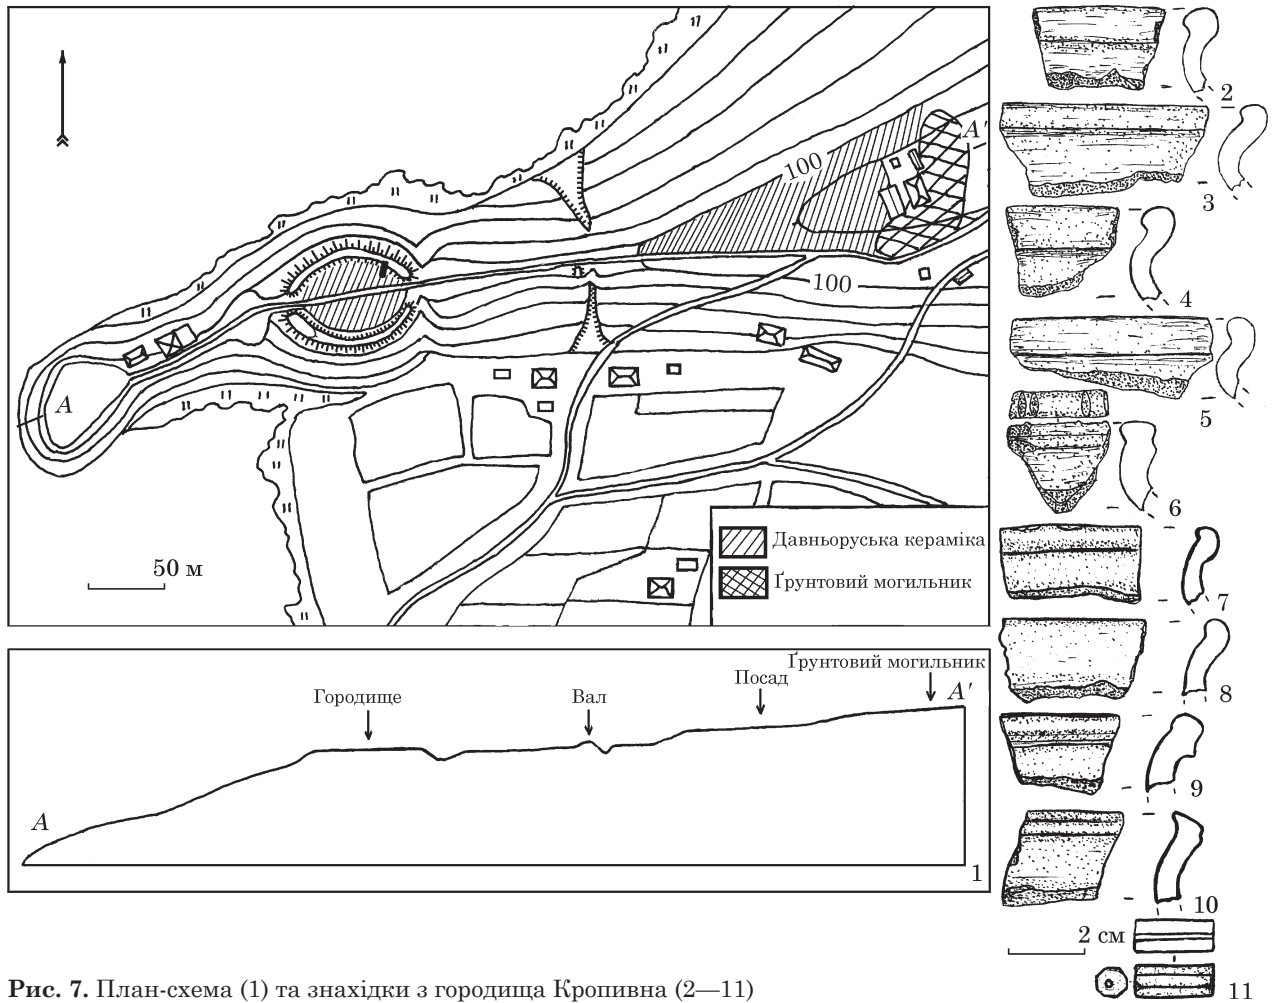 А'
100
100
А
50 м
Давньоруська кераміка
Ґрунтовий могильник
Ґрунтовий могильник
Посад
Городище
Вал
А'
А
1
2
3
4
5
6
7
8
9
10
2 см
11
Рис. 7. План-схема (1) та знахідки з городища Кропивна (2—11)